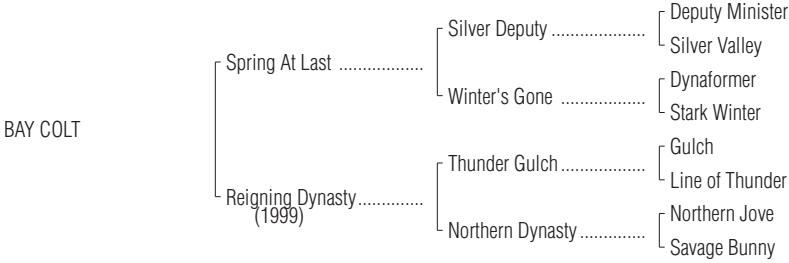 Deputy Minister
Silver Deputy .....................
Silver Valley
Spring At Last ..................
Dynaformer
Winter's Gone ...................
Stark Winter
BAY COLT
Gulch
Thunder Gulch...................
Line of Thunder
Reigning Dynasty..............
(1999)
Northern Jove
Northern Dynasty ...............
Savage Bunny